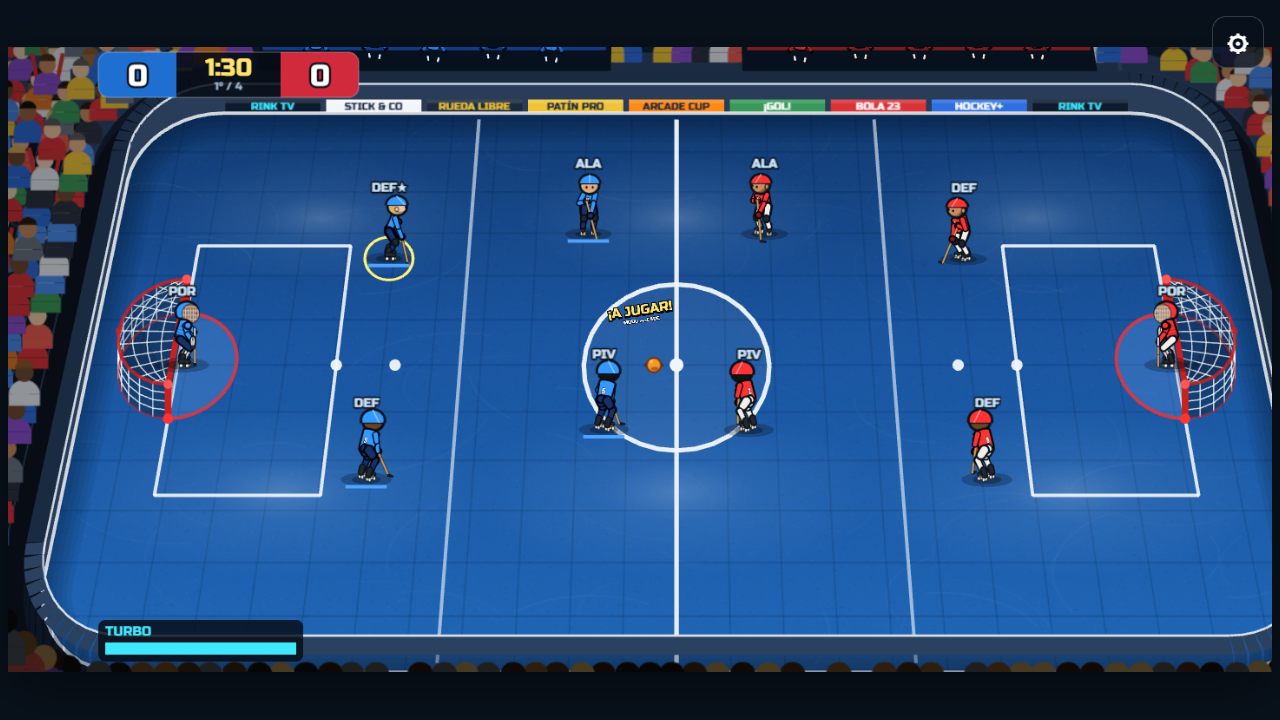 0
1:30
1º / 4
0
RINK TV
STICK & CO
RUEDA LIBRE
PATÍN PRO
ARCADE CUP
¡GOL!
BOLA 23
HOCKEY+
RINK TV
ALA
ALA
DEF★
DEF
POR
POR
¡A JUGAR!
PIV
PIV
DEF
DEF
TURBO